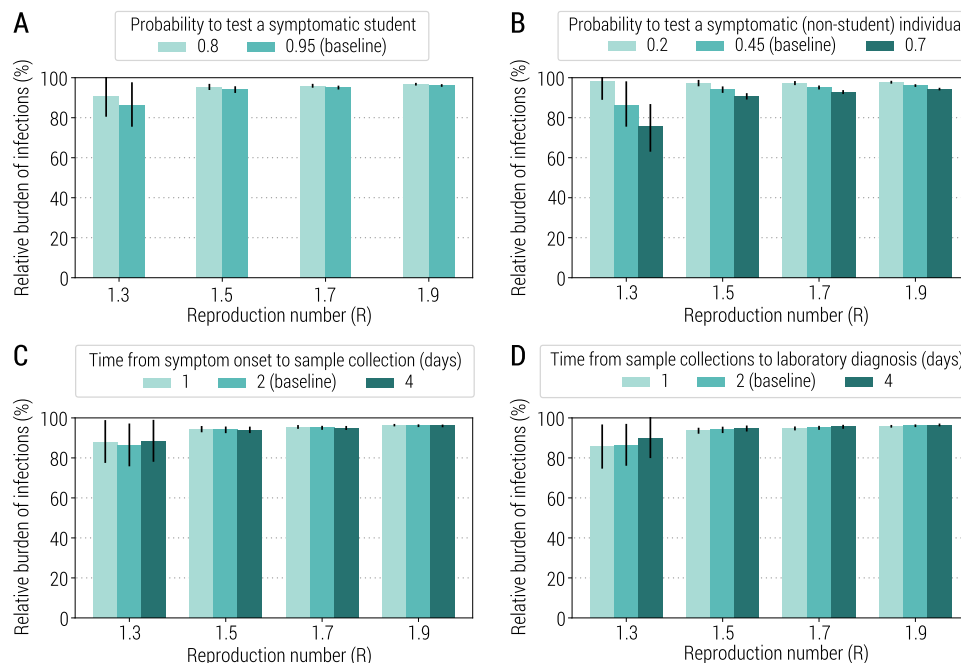 A
Probability to test a symptomatic student
0.8 0.95 (baseline)
Relative burden of infections (%)
100
80
60
40
20
0
1.3 1.5 1.7 1.9
Reproduction number (R)
B
Probability to test a symptomatic (non-student) individual
0.2 0.45 (baseline) 0.7
Relative burden of infections (%)
100
80
60
40
20
0
1.3 1.5 1.7 1.9
Reproduction number (R)
C
Time from symptom onset to sample collection (days)
1 2 (baseline) 4
Relative burden of infections (%)
100
80
60
40
20
0
1.3 1.5 1.7 1.9
Reproduction number (R)
D
Time from sample collections to laboratory diagnosis (days)
1 2 (baseline) 4
Relative burden of infections (%)
100
80
60
40
20
0
1.3 1.5 1.7 1.9
Reproduction number (R)